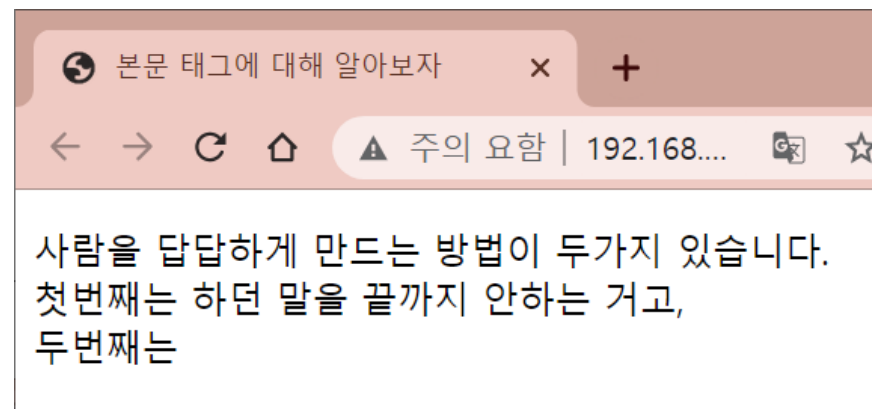 본문 태그에 대해 알아보자
주의 요함 | 192.168....
사람을 답답하게 만드는 방법이 두가지 있습니다.
첫번째는 하던 말을 끝까지 안하는 거고,
두번째는